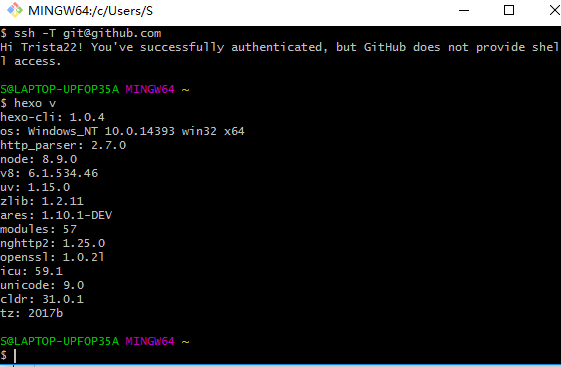 MINGW64:/c/Users/S
$ ssh -T git@github.com
Hi Trista22! You've successfully authenticated, but GitHub does not provide shel
l access.
S@LAPTOP-UPFOP35A MINGW64 ~
$ hexo v
hexo-cli: 1.0.4
os: Windows_NT 10.0.14393 win32 x64
http_parser: 2.7.0
node: 8.9.0
v8: 6.1.534.46
uv: 1.15.0
zlib: 1.2.11
ares: 1.10.1-DEV
modules: 57
nghttp2: 1.25.0
openssl: 1.0.2l
icu: 59.1
unicode: 9.0
cldr: 31.0.1
tz: 2017b
S@LAPTOP-UPFOP35A MINGW64 ~
$